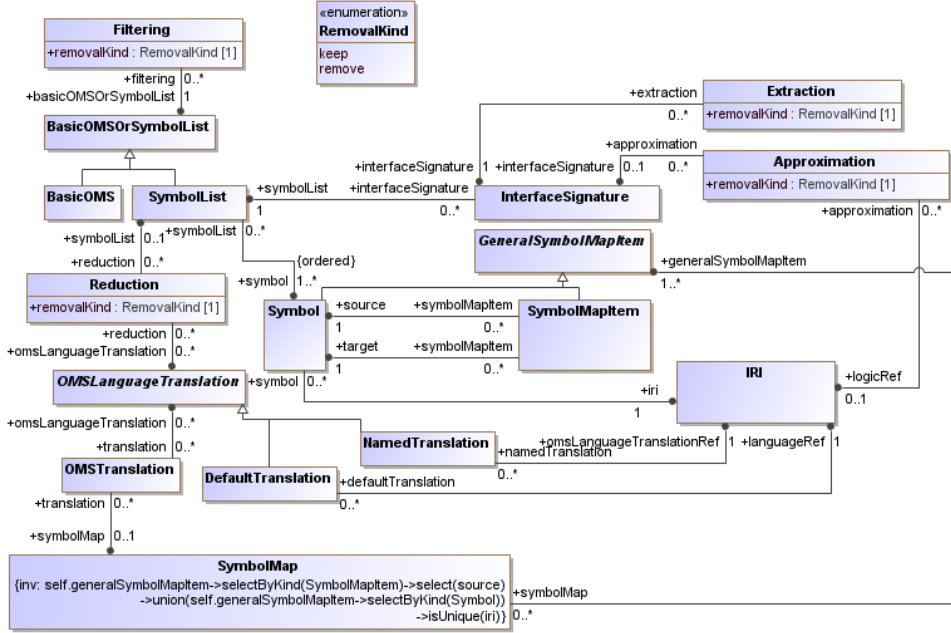 Filtering
+removalKind : RemovalKind [1]
«enumeration»
RemovalKind
keep
remove
+filtering 0..*
+basicOMSOrSymbolList 1
BasicOMSOrSymbolList
BasicOMS
SymbolList
+extraction
0..*
Extraction
+removalKind : RemovalKind [1]
+approximation
0..*
Approximation
+removalKind : RemovalKind [1]
+interfaceSignature 1
+interfaceSignature 0..1
+symbolList
1
+interfaceSignature
0..*
InterfaceSignature
+approximation 0..*
+symbolList 0..1
+symbolList 0..*
+reduction 0..*
GeneralSymbolMapItem
+generalSymbolMapItem
1..*
{ordered}
+symbol 1..*
Reduction
+removalKind : RemovalKind [1]
Symbol
+source
1
+symbolMapItem
0..*
SymbolMapItem
+target
1
+symbolMapItem
0..*
+reduction 0..*
+omsLanguageTranslation 0..*
OMSLanguageTranslation
+symbol 0..*
+iri
1
IRI
+logicRef
0..1
+omsLanguageTranslation 0..*
+translation 0..*
NamedTranslation
+namedTranslation
0..*
+omsLanguageTranslationRef 1
+languageRef 1
OMSTranslation
DefaultTranslation
+defaultTranslation
0..*
+translation 0..*
+symbolMap 0..1
SymbolMap
{inv: self.generalSymbolMapItem->selectByKind(SymbolMapItem)->select(source)
->union(self.generalSymbolMapItem->selectByKind(Symbol))
->isUnique(iri)}
+symbolMap
0..*